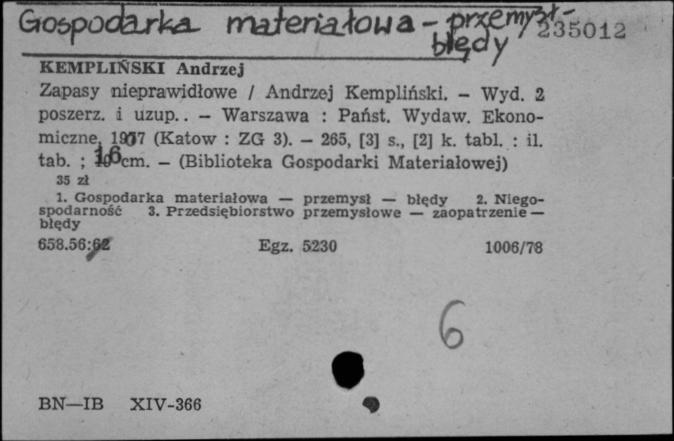 Gospodarka materiałowa - przemysł -
błędy
235012
KEMPLIŃSKI Andrzej
Zapasy nieprawidłowe / Andrzej Kempliński. — Wyd. 2
poszerz. i uzup.. — Warszawa : Państ. Wydaw. Ekono-
miczne, 1977 (Katow : ZG 3). — 265, [3] s., [2] k. tabl. : il.
tab. ; 16 cm. — (Biblioteka Gospodarki Materiałowej)
35 zł
1. Gospodarka materiałowa — przemysł — błędy 2. Niego-
spodarność 3. Przedsiębiorstwo przemysłowe — zaopatrzenie —
błędy
658.56:62 Egz. 5230 1006/78
6
BN—IB XIV-366